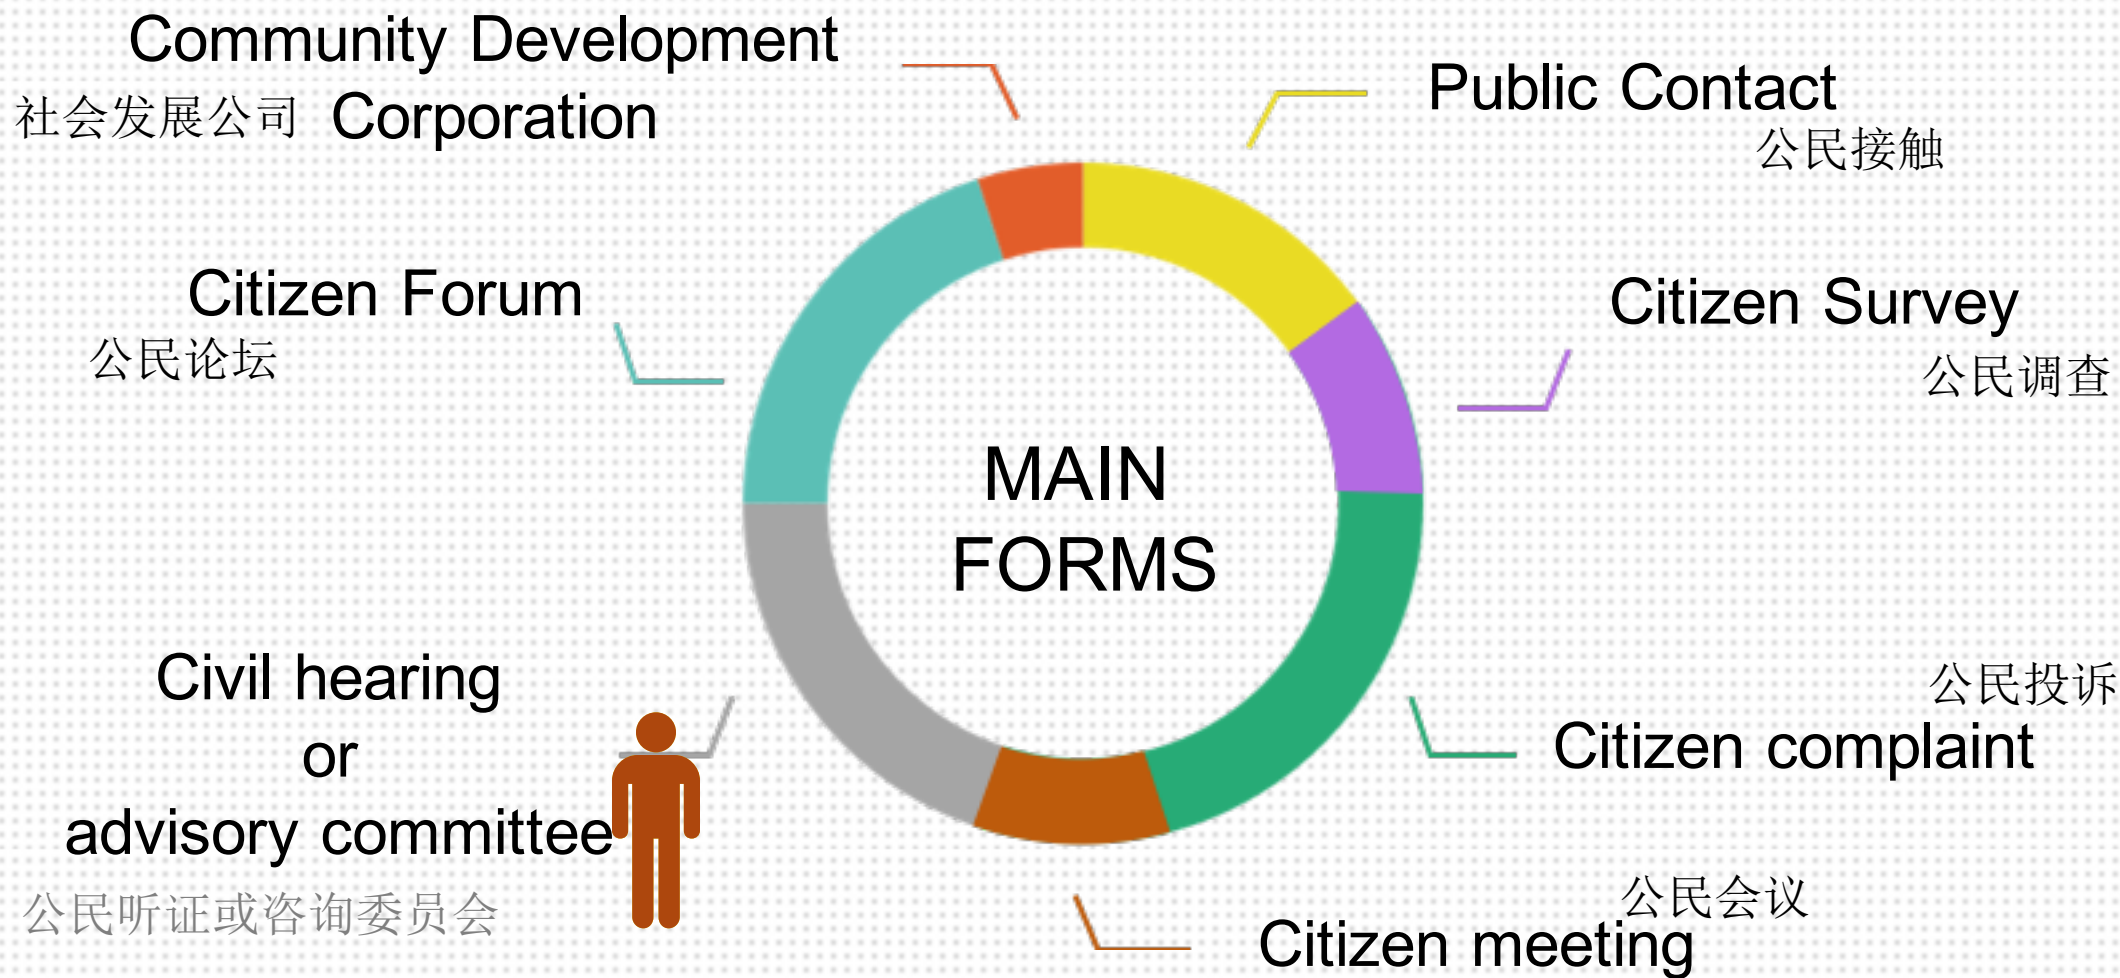 Community Development
社会发展公司 Corporation
Public Contact
公民接触
Citizen Forum
公民论坛
Citizen Survey
公民调查
MAIN
FORMS
Civil hearing
or
advisory committee
公民听证或咨询委员会
公民投诉
Citizen complaint
公民会议
Citizen meeting